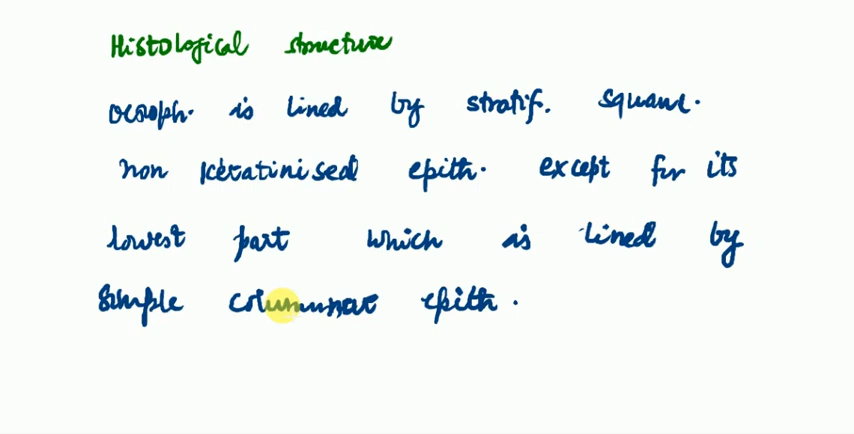 Histological structure
oesoph. is lined by stratif. squam.
non keratinised epith. except for its
lowest part which is lined by
simple columnar epith.